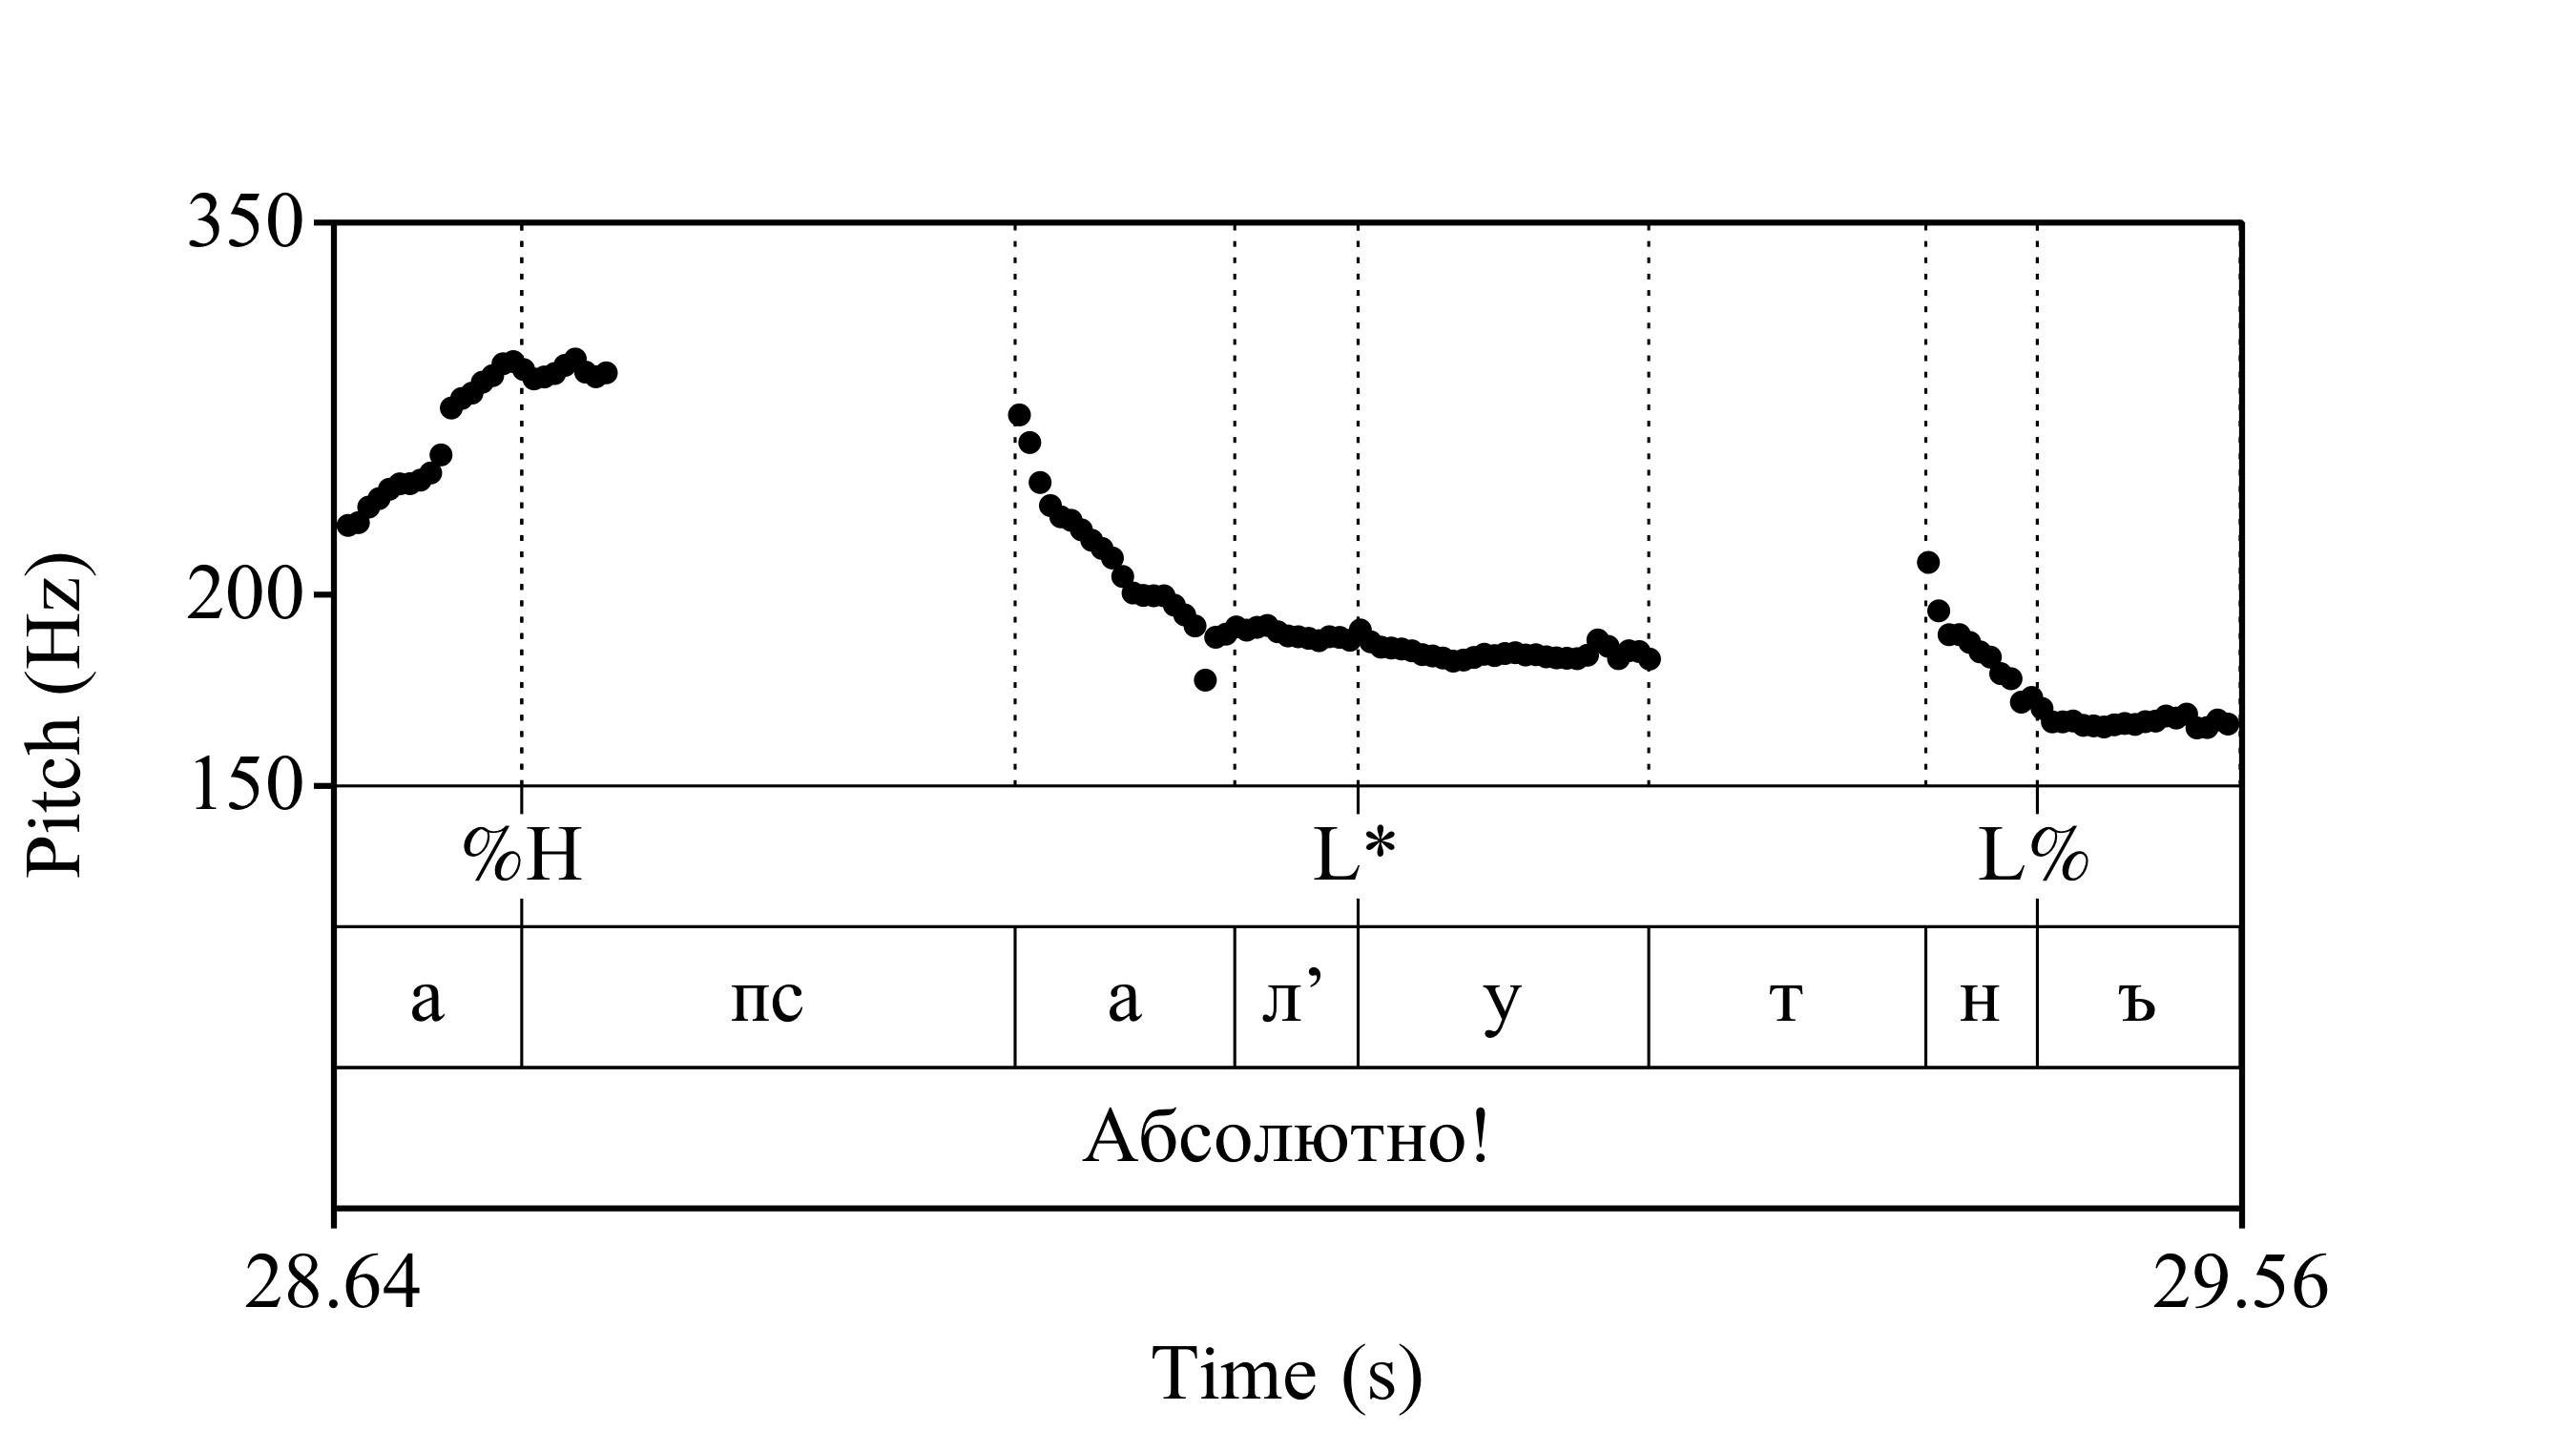 350
200
150
Pitch (Hz)
%H L* L%
а пс а л’ у т н ъ
Абсолютно!
28.64 29.56
Time (s)